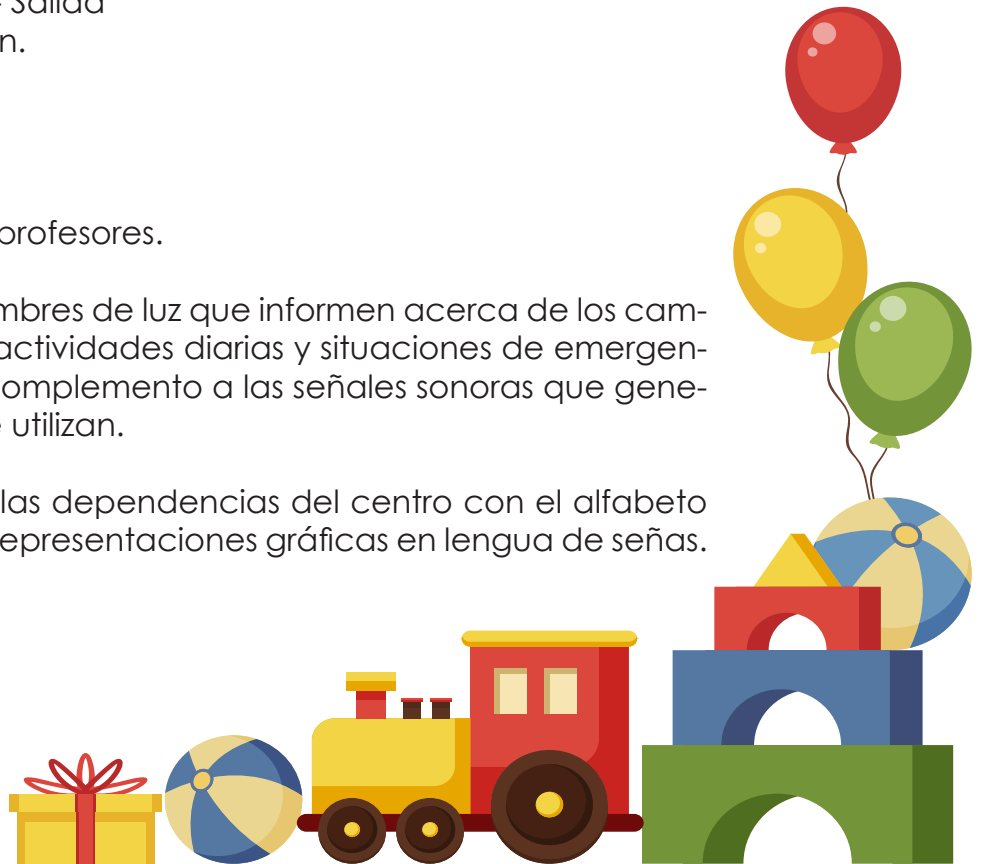 Salida
n.
profesores.
mbres de luz que informen acerca de los cam-
actividades diarias y situaciones de emergen-
omplemento a las señales sonoras que gene-
utilizan.
las dependencias del centro con el alfabeto
epresentaciones gráficas en lengua de señas.